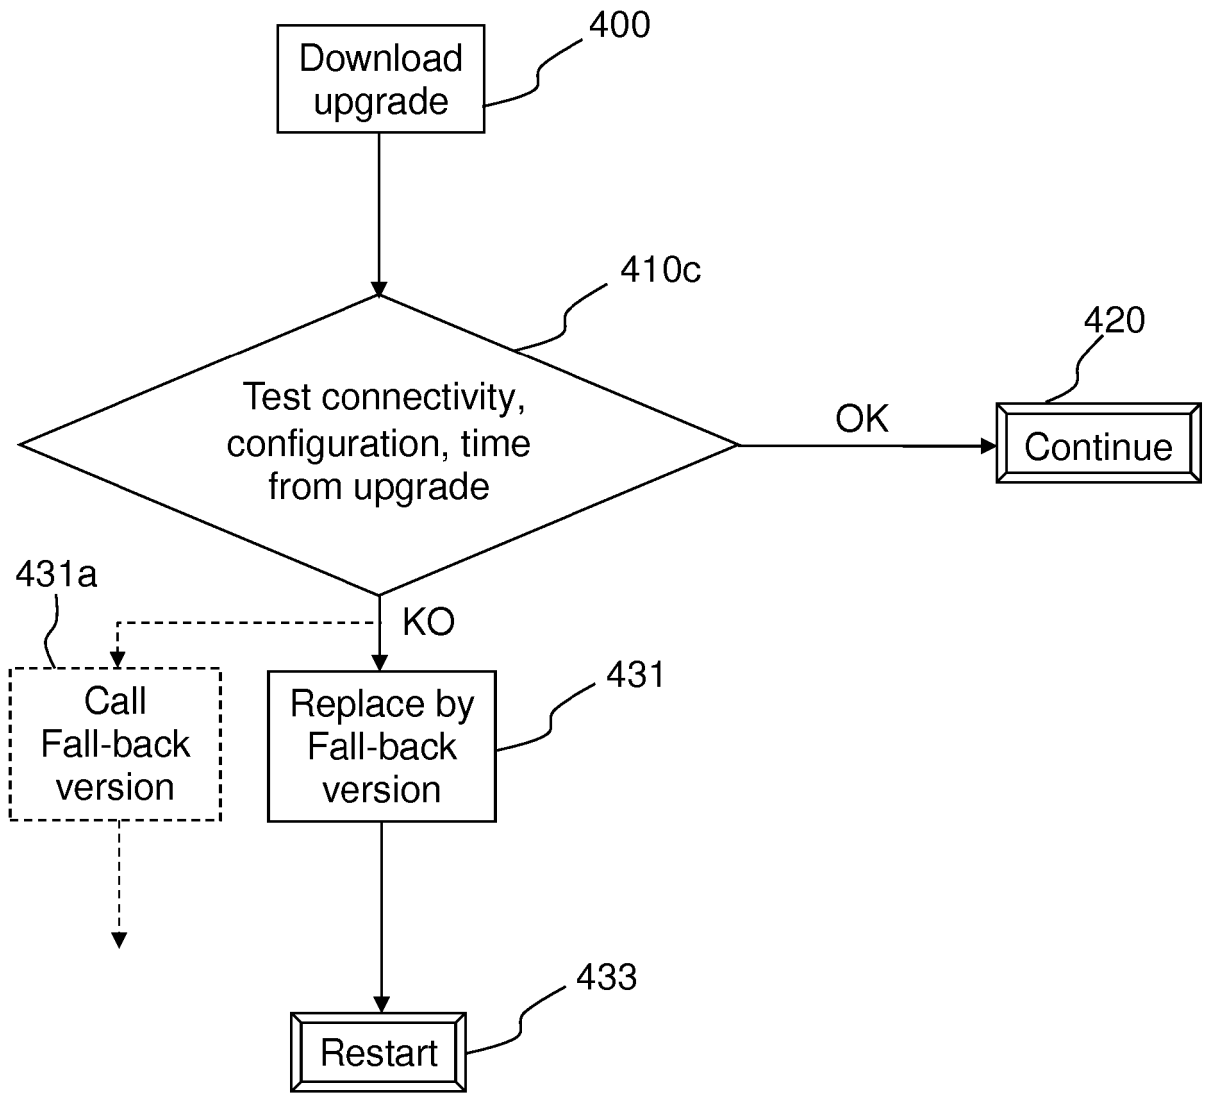 400
Download
upgrade
410c
Test connectivity,
configuration, time
from upgrade
OK
420
Continue
KO
431a
Call
Fall-back
version
Replace by
Fall-back
version
431
433
Restart